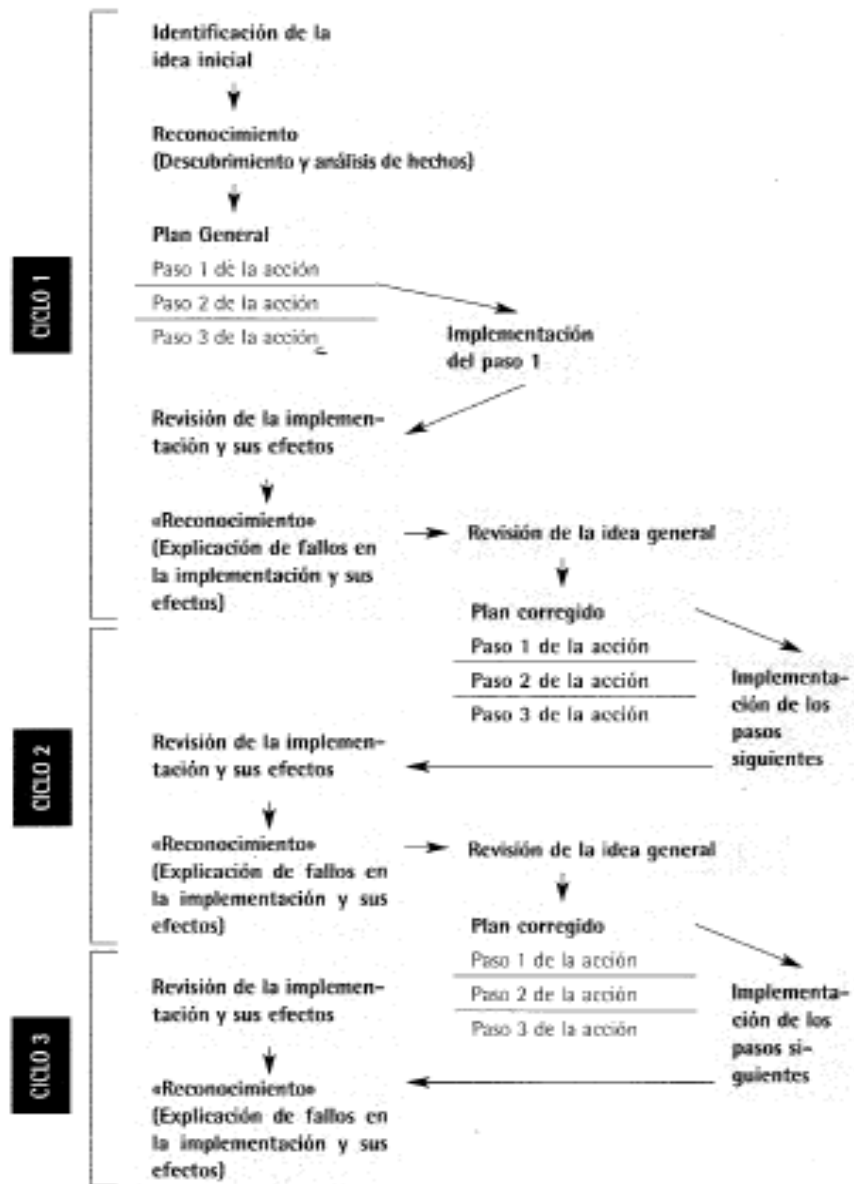 CICLO 1
Identificación de la
idea inicial
Reconocimiento
(Descubrimiento y análisis de hechos)
Plan General
Paso 1 de la acción
Paso 2 de la acción
Paso 3 de la acción
Implementación
del paso 1
Revisión de la implemen-
tación y sus efectos
«Reconocimiento»
(Explicación de fallos en
la implementación y sus
efectos)
Revisión de la idea general
Plan corregido
Paso 1 de la acción
Paso 2 de la acción
Paso 3 de la acción
Implementa-
ción de los
pasos
siguientes
CICLO 2
Revisión de la implemen-
tación y sus efectos
«Reconocimiento»
(Explicación de fallos en
la implementación y sus
efectos)
Revisión de la idea general
Plan corregido
Paso 1 de la acción
Paso 2 de la acción
Paso 3 de la acción
Implementa-
ción de los
pasos si-
guientes
CICLO 3
Revisión de la implemen-
tación y sus efectos
«Reconocimiento»
(Explicación de fallos en
la implementación y sus
efectos)